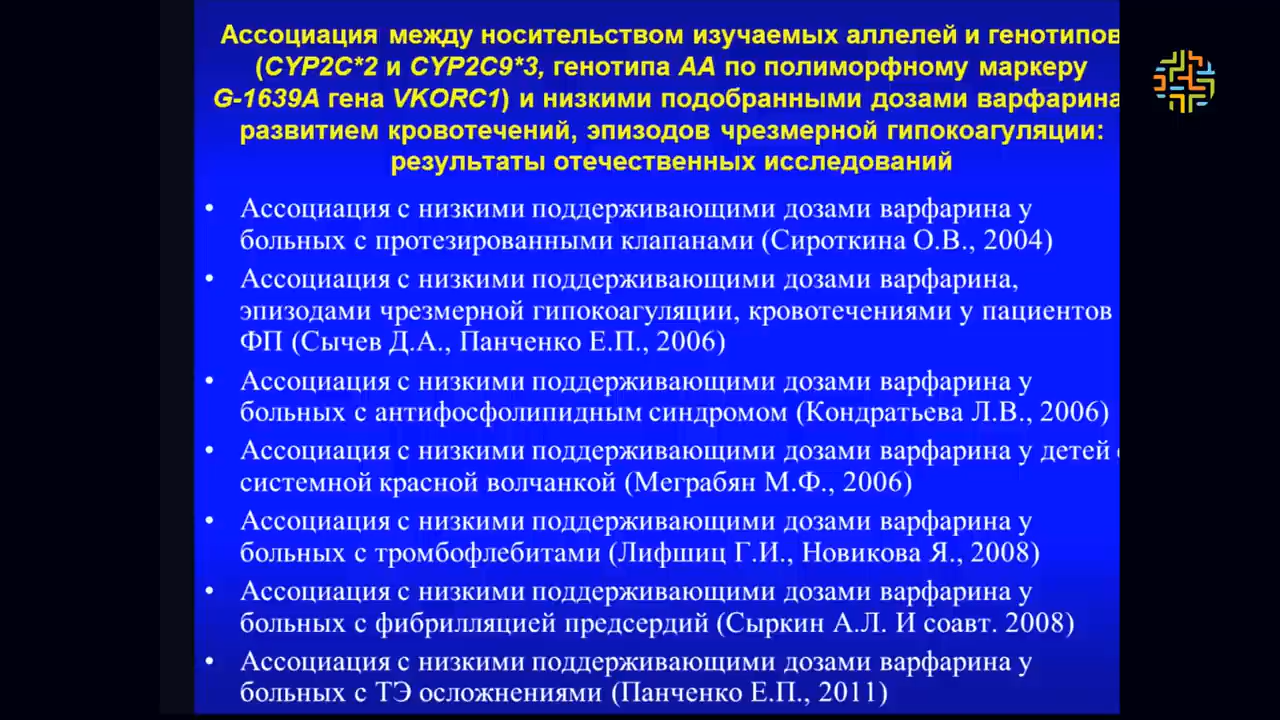 Ассоциация между носительством изучаемых аллелей и генотипов
(CYP2C*2 и CYP2C9*3, генотипа АА по полиморфному маркеру
G-1639A гена VKORC1) и низкими подобранными дозами варфарина
развитием кровотечений, эпизодов чрезмерной гипокоагуляции:
результаты отечественных исследований
• Ассоциация с низкими поддерживающими дозами варфарина у
больных с протезированными клапанами (Сироткина О.В., 2004)
• Ассоциация с низкими поддерживающими дозами варфарина,
эпизодами чрезмерной гипокоагуляции, кровотечениями у пациентов
ФП (Сычев Д.А., Панченко Е.П., 2006)
• Ассоциация с низкими поддерживающими дозами варфарина у
больных с антифосфолипидным синдромом (Кондратьева Л.В., 2006)
• Ассоциация с низкими поддерживающими дозами варфарина у детей
системной красной волчанкой (Меграбян М.Ф., 2006)
• Ассоциация с низкими поддерживающими дозами варфарина у
больных с тромбофлебитами (Лифшиц Г.И., Новикова Я., 2008)
• Ассоциация с низкими поддерживающими дозами варфарина у
больных с фибрилляцией предсердий (Сыркин А.Л. И соавт. 2008)
• Ассоциация с низкими поддерживающими дозами варфарина у
больных с ТЭ осложнениями (Панченко Е.П., 2011)